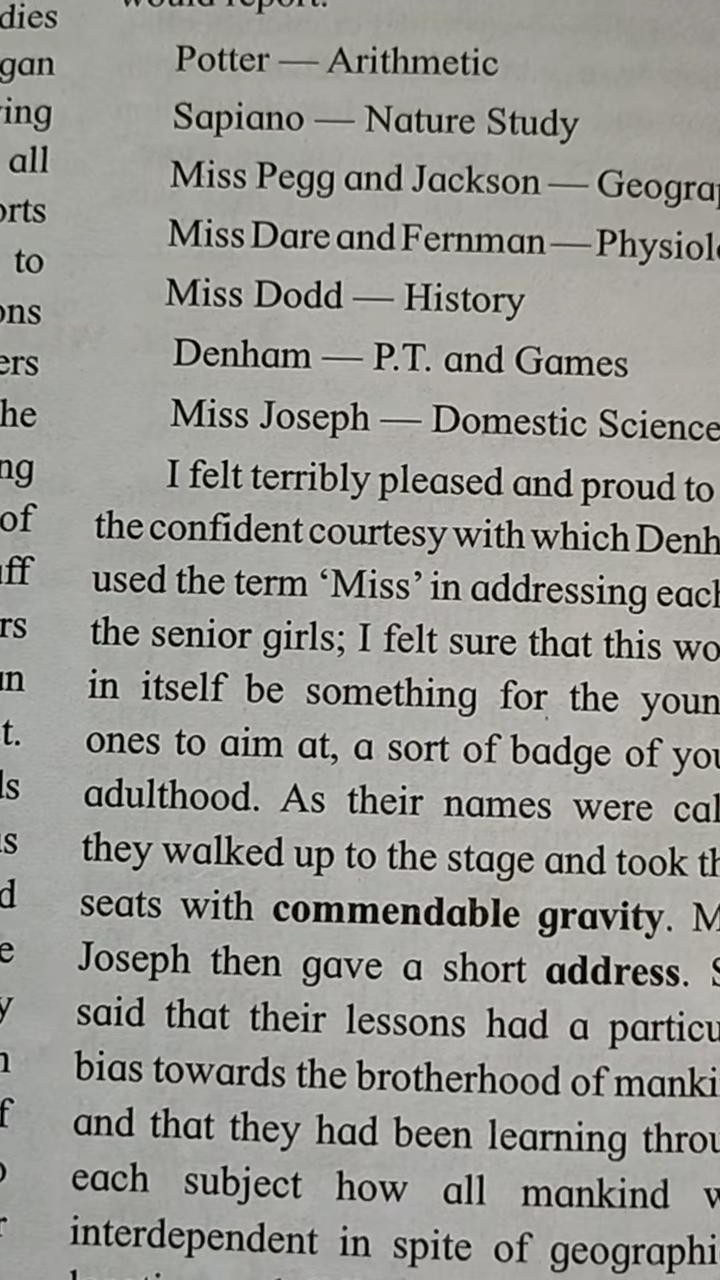 dies
gan
ing
all
orts
to
ons
ers
he
ng
of
ff
rs
un
t.
ls
s
d
e
y
n
f
o
r
would report.
Potter — Arithmetic
Sapiano — Nature Study
Miss Pegg and Jackson — Geogra
Miss Dare and Fernman — Physiol
Miss Dodd — History
Denham — P.T. and Games
Miss Joseph — Domestic Science
I felt terribly pleased and proud to
the confident courtesy with which Denh
used the term ‘Miss’ in addressing each
the senior girls; I felt sure that this wo
in itself be something for the youn
ones to aim at, a sort of badge of you
adulthood. As their names were cal
they walked up to the stage and took th
seats with commendable gravity. M
Joseph then gave a short address. S
said that their lessons had a particu
bias towards the brotherhood of manki
and that they had been learning throu
each subject how all mankind w
interdependent in spite of geographi